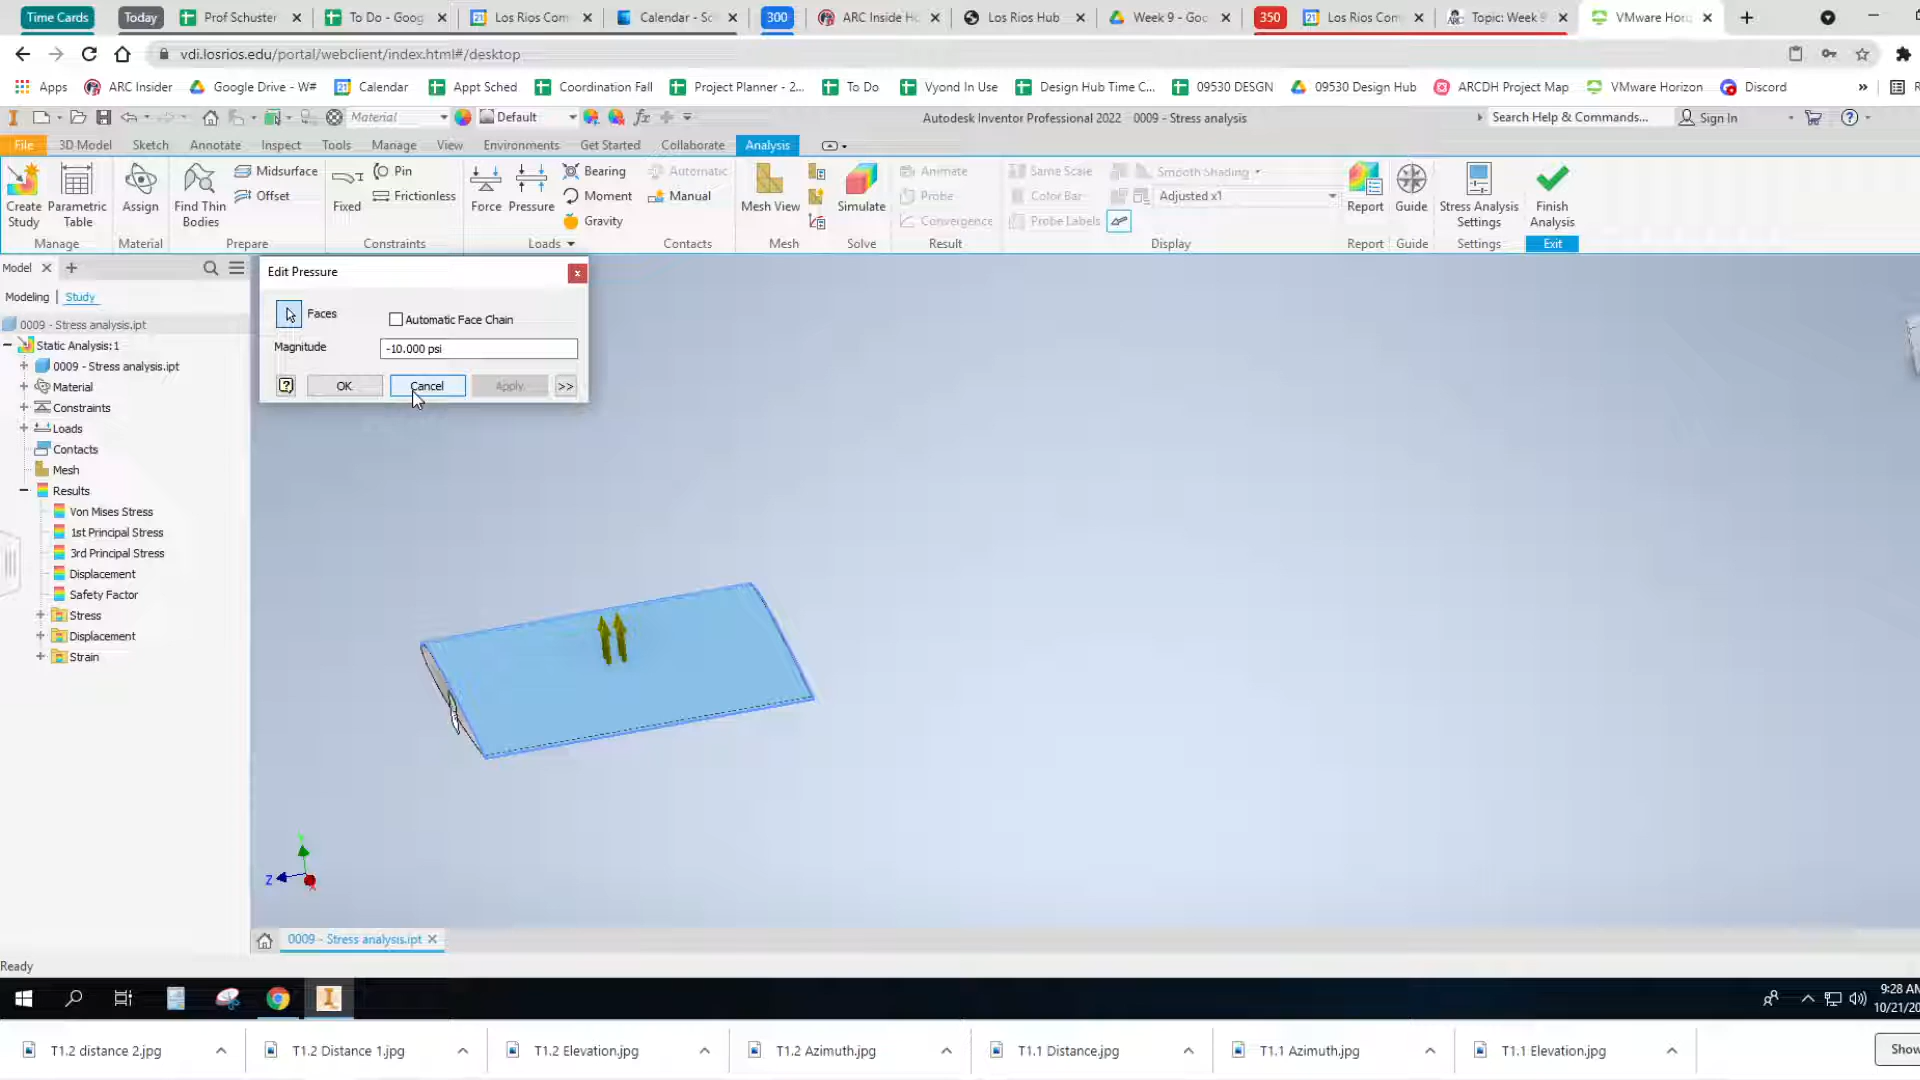 Time Cards
Today
Prof Schuster
To Do - Goog
Los Rios Com
Calendar - Sc
300
ARC Inside Ho
Los Rios Hub
Week 9 - Goo
350
Los Rios Com
Topic: Week 9
VMware Hori
vdi.losrios.edu/portal/webclient/index.html#/desktop
Apps
ARC Insider
Google Drive - W#
Calendar
Appt Sched
Coordination Fall
Project Planner - 2...
To Do
Vyond In Use
Design Hub Time C...
09530 DESGN
09530 Design Hub
ARCDH Project Map
VMware Horizon
Discord
»
Material
Default
fx
Autodesk Inventor Professional 2022 0009 - Stress analysis
Search Help & Commands...
Sign In
File
3D Model
Sketch
Annotate
Inspect
Tools
Manage
View
Environments
Get Started
Collaborate
Analysis
Create Study
Parametric Table
Manage
Assign
Material
Find Thin Bodies
Midsurface
Offset
Prepare
Fixed
Pin
Frictionless
Constraints
Force
Pressure
Bearing
Moment
Gravity
Loads
Automatic
Manual
Contacts
Mesh View
Mesh
Simulate
Solve
Animate
Probe
Convergence
Result
Same Scale
Color Bar
Probe Labels
Smooth Shading
Adjusted x1
Display
Report
Report
Guide
Guide
Stress Analysis Settings
Settings
Finish Analysis
Exit
Model
Modeling
Study
0009 - Stress analysis.ipt
Static Analysis:1
0009 - Stress analysis.ipt
Material
Constraints
Loads
Contacts
Mesh
Results
Von Mises Stress
1st Principal Stress
3rd Principal Stress
Displacement
Safety Factor
Stress
Displacement
Strain
Edit Pressure
Faces
Automatic Face Chain
Magnitude
-10.000 psi
OK
Cancel
Apply
>>
Y
Z
X
0009 - Stress analysis.ipt
Ready
9:28 AM
10/21/20
T1.2 distance 2.jpg
T1.2 Distance 1.jpg
T1.2 Elevation.jpg
T1.2 Azimuth.jpg
T1.1 Distance.jpg
T1.1 Azimuth.jpg
T1.1 Elevation.jpg
Show